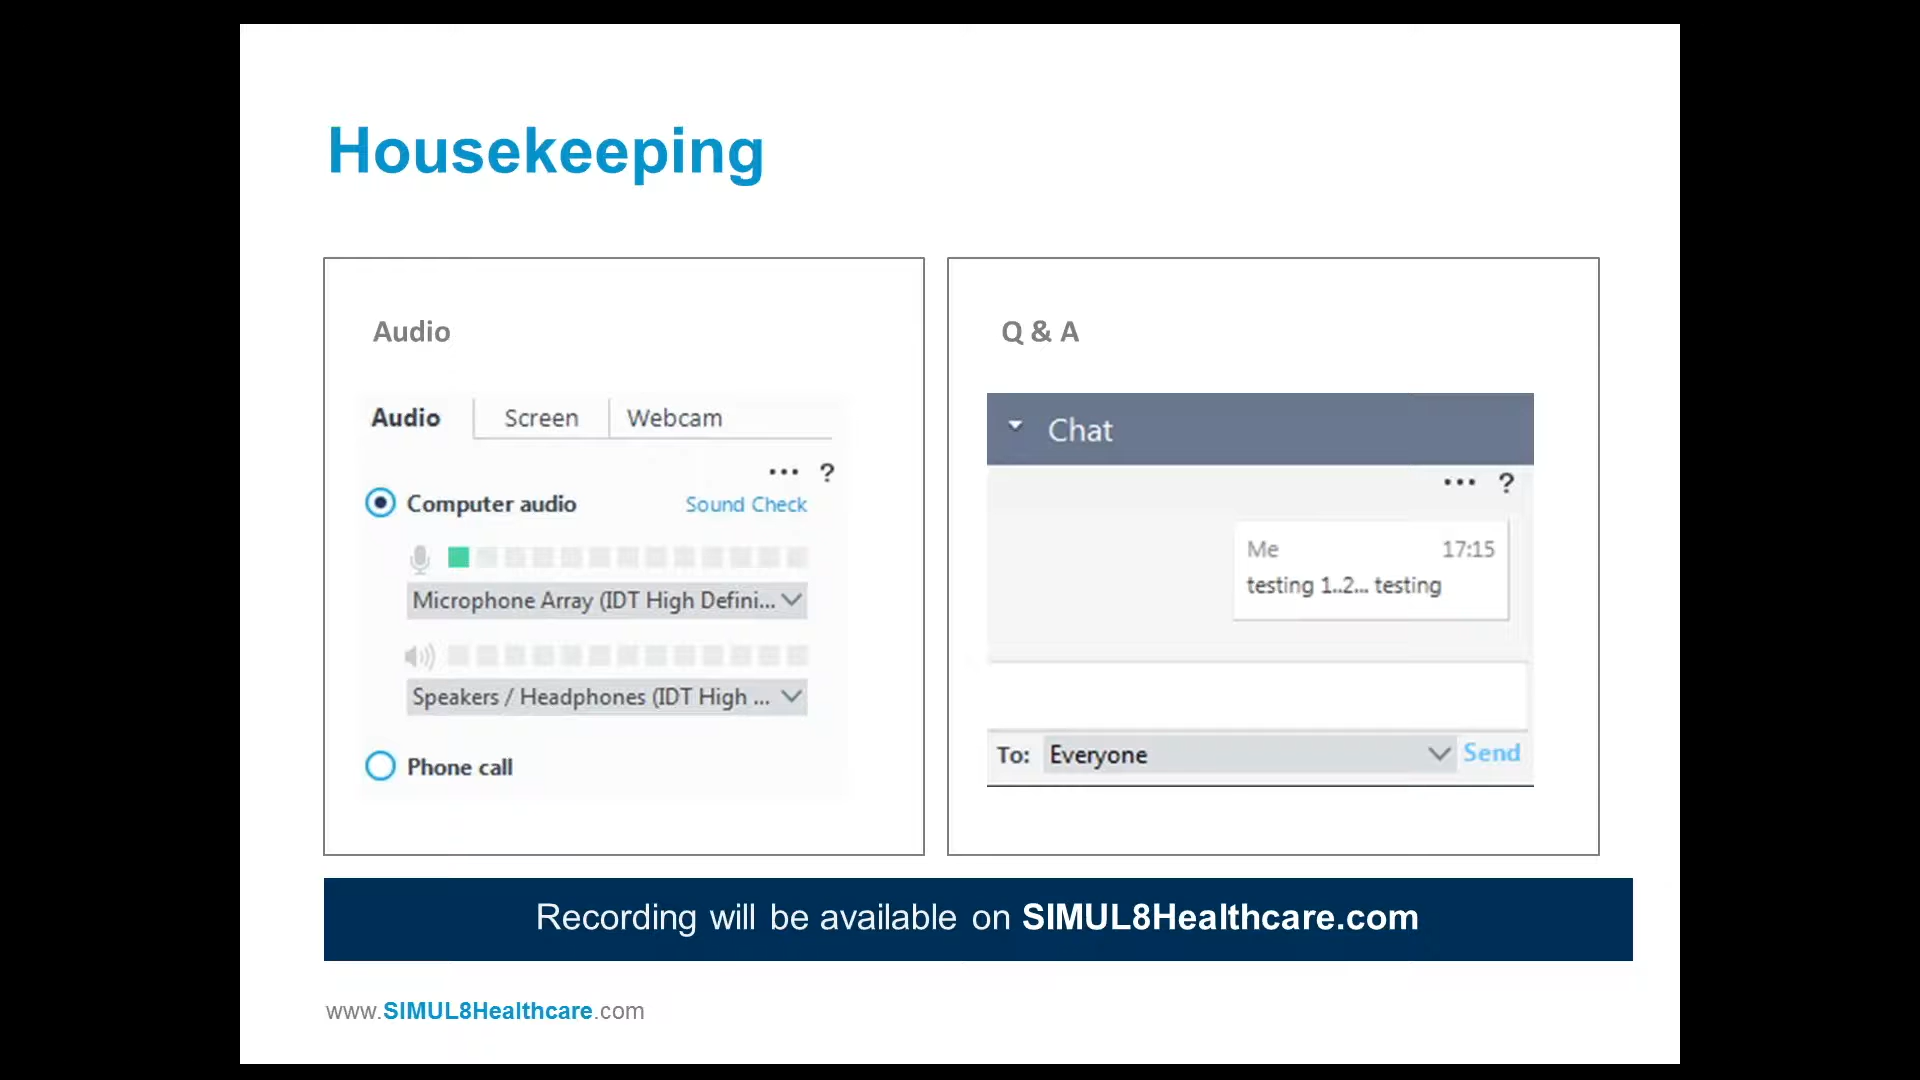 Housekeeping
Audio
Audio Screen Webcam
... ?
Computer audio Sound Check
Microphone Array (IDT High Defini...
Speakers / Headphones (IDT High ...
Phone call
Q & A
Chat
... ?
Me 17:15
testing 1..2... testing
To: Everyone Send
Recording will be available on SIMUL8Healthcare.com
www.SIMUL8Healthcare.com